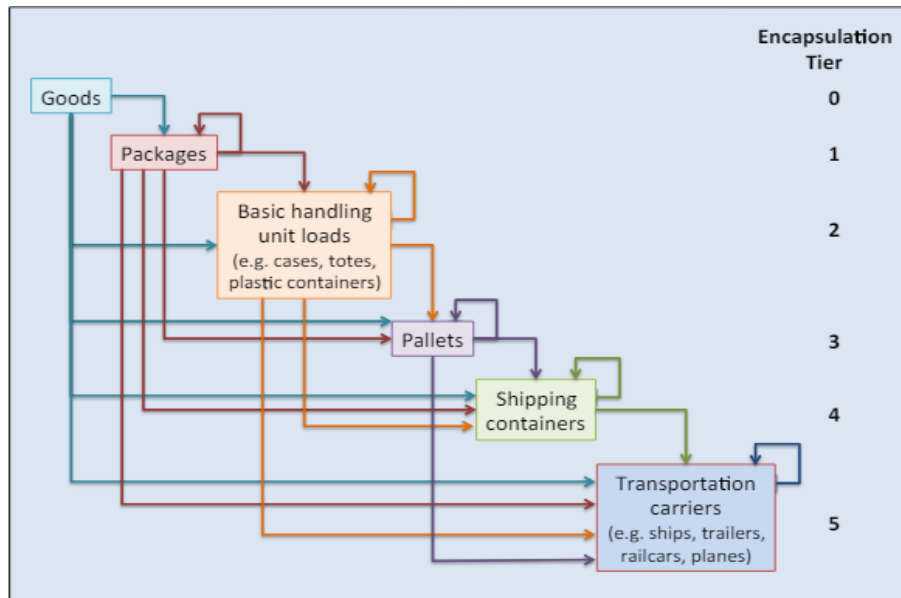 Encapsulation
Tier
Goods
0
Packages
1
Basic handling
unit loads
(e.g. cases, totes,
plastic containers)
2
Pallets
3
Shipping
containers
4
Transportation
carriers
(e.g. ships, trailers,
railcars, planes)
5